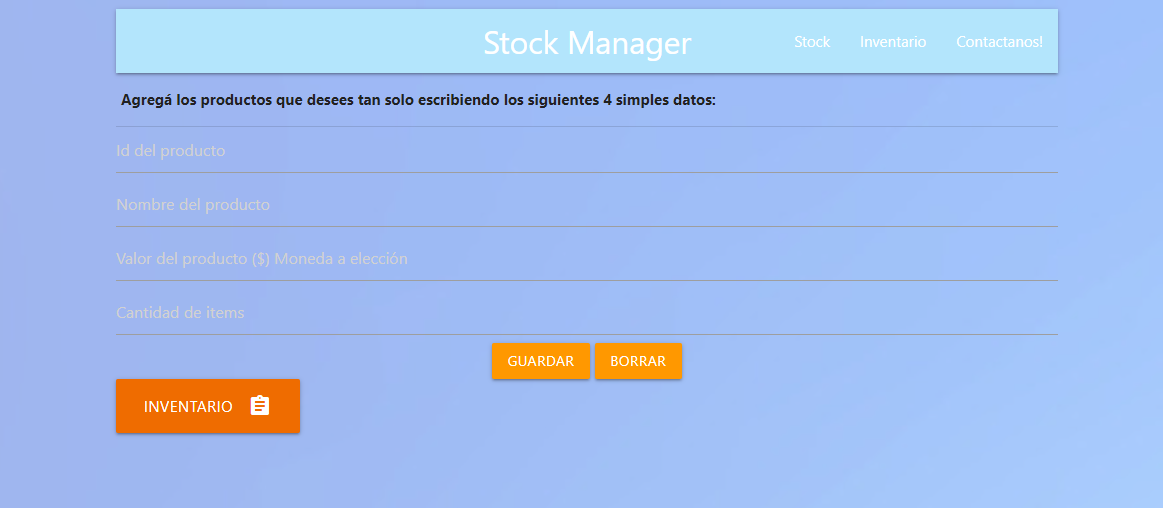 Stock Manager
Stock Inventario Contactanos!
Agregá los productos que desees tan solo escribiendo los siguientes 4 simples datos:
Id del producto
Nombre del producto
Valor del producto ($) Moneda a elección
Cantidad de items
GUARDAR BORRAR
INVENTARIO